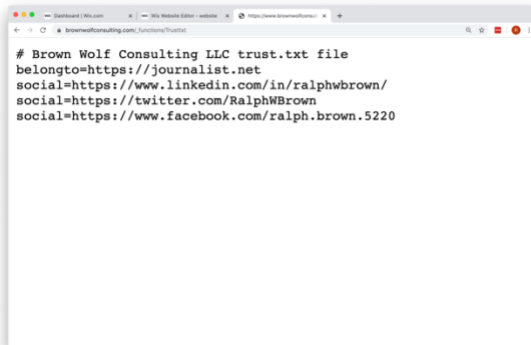 Dashboard | Wix.com
Wix Website Editor - website
https://www.brownwolfconsul
brownwolfconsulting.com/_functions/Trusttxt
# Brown Wolf Consulting LLC trust.txt file
belongto=https://journalist.net
social=https://www.linkedin.com/in/ralphwbrown/
social=https://twitter.com/RalphWBrown
social=https://www.facebook.com/ralph.brown.5220